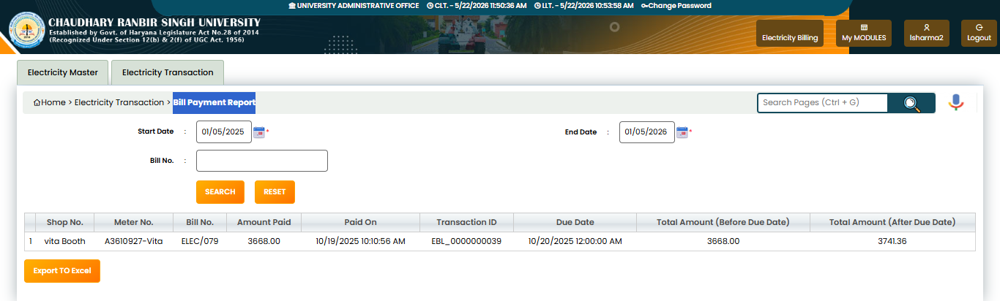 UNIVERSITY ADMINISTRATIVE OFFICE CLT. - 5/22/2026 11:50:36 AM LLT. - 5/22/2026 10:53:58 AM Change Password
CHAUDHARY RANBIR SINGH UNIVERSITY
Established by Govt. of Haryana Legislature Act No.28 of 2014
(Recognized Under Section 12(b) & 2(f) of UGC Act, 1956)
Electricity Billing My MODULES lsharma2 Logout
Electricity Master Electricity Transaction
Home > Electricity Transaction > Bill Payment Report Search Pages (Ctrl + G)
Start Date : 01/05/2025 * End Date : 01/05/2026 *
Bill No. :
SEARCH RESET
Shop No. Meter No. Bill No. Amount Paid Paid On Transaction ID Due Date Total Amount (Before Due Date) Total Amount (After Due Date)
1 vita Booth A3610927-Vita ELEC/079 3668.00 10/19/2025 10:10:56 AM EBL_0000000039 10/20/2025 12:00:00 AM 3668.00 3741.36
Export TO Excel